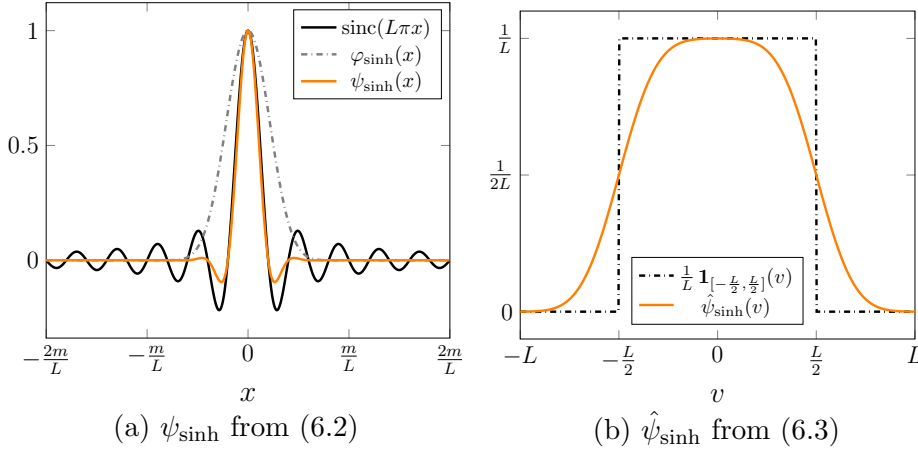 1
0.5
0
sinc(Lπx)
φ_sinh(x)
ψ_sinh(x)
−2m/L −m/L 0 m/L 2m/L
x
(a) ψ_sinh from (6.2)
1/L
1/2L
0
1/L 1_[−L/2, L/2](v)
ψ̂_sinh(v)
−L −L/2 0 L/2 L
v
(b) ψ̂_sinh from (6.3)